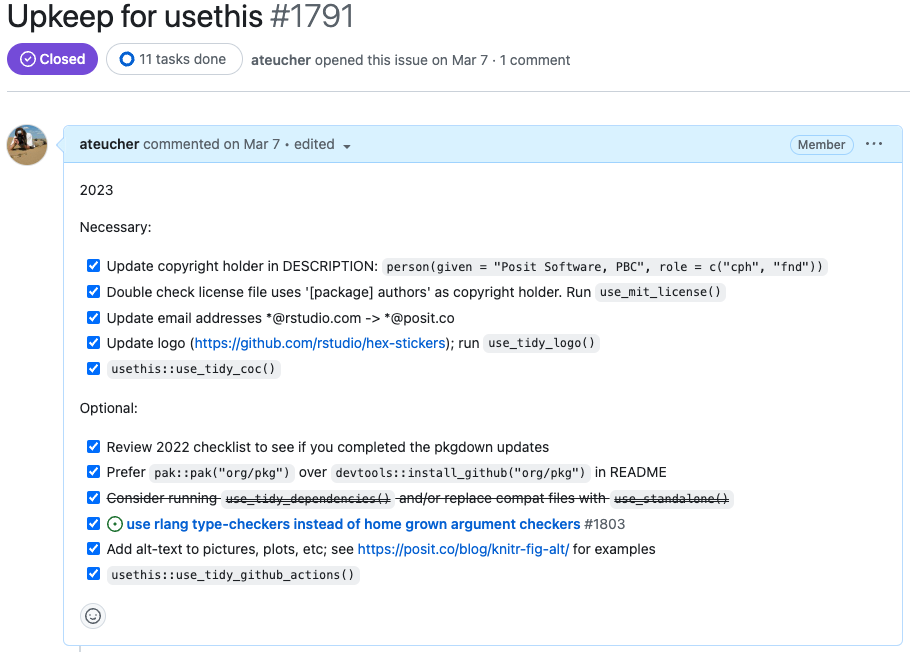 Upkeep for usethis #1791
Closed
11 tasks done
ateucher opened this issue on Mar 7 · 1 comment
ateucher commented on Mar 7 • edited
Member
2023
Necessary:
Update copyright holder in DESCRIPTION: person(given = "Posit Software, PBC", role = c("cph", "fnd"))
Double check license file uses '[package] authors' as copyright holder. Run use_mit_license()
Update email addresses *@rstudio.com -> *@posit.co
Update logo (https://github.com/rstudio/hex-stickers); run use_tidy_logo()
usethis::use_tidy_coc()
Optional:
Review 2022 checklist to see if you completed the pkgdown updates
Prefer pak::pak("org/pkg") over devtools::install_github("org/pkg") in README
Consider running use_tidy_dependencies() and/or replace compat files with use_standalone()
use rlang type-checkers instead of home grown argument checkers #1803
Add alt-text to pictures, plots, etc; see https://posit.co/blog/knitr-fig-alt/ for examples
usethis::use_tidy_github_actions()